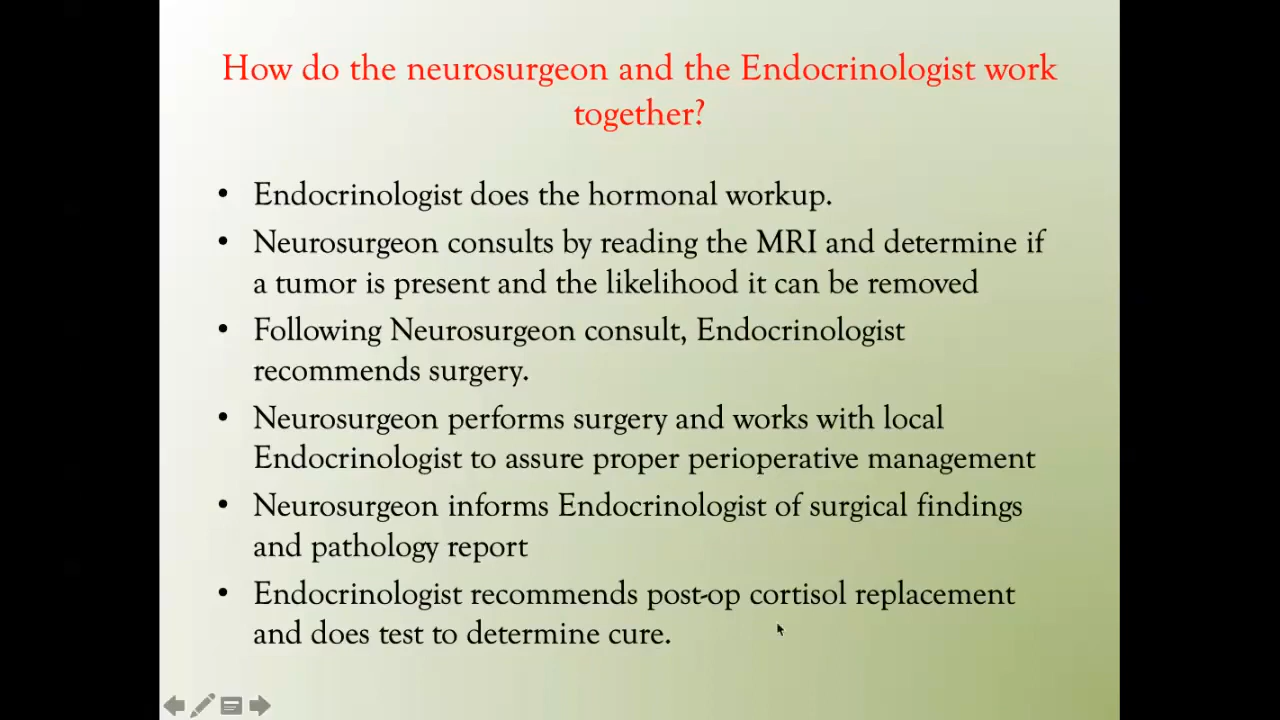 How do the neurosurgeon and the Endocrinologist work
together?
• Endocrinologist does the hormonal workup.
• Neurosurgeon consults by reading the MRI and determine if
a tumor is present and the likelihood it can be removed
• Following Neurosurgeon consult, Endocrinologist
recommends surgery.
• Neurosurgeon performs surgery and works with local
Endocrinologist to assure proper perioperative management
• Neurosurgeon informs Endocrinologist of surgical findings
and pathology report
• Endocrinologist recommends post-op cortisol replacement
and does test to determine cure.